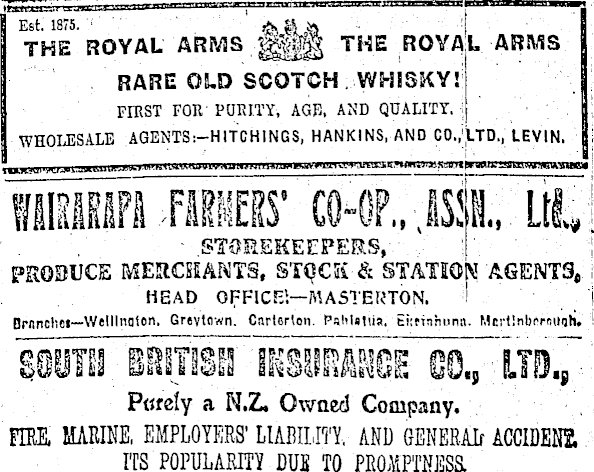 Est. 1875.
THE ROYAL ARMS THE ROYAL ARMS
RARE OLD SCOTCH WHISKY!
FIRST FOR PURITY, AGE, AND QUALITY.
WHOLESALE AGENTS:—HITCHINGS, HANKINS, AND CO., LTD., LEVIN.
WAIRARAPA FARMERS' CO-OP., ASSN., Ltd.,
STOREKEEPERS,
PRODUCE MERCHANTS, STOCK & STATION AGENTS,
HEAD OFFICE:—MASTERTON.
Branches—Wellington, Greytown, Carterton, Pahiatua, Eketahuna, Martinborough.
SOUTH BRITISH INSURANCE CO., LTD.,
Purely a N.Z. Owned Company.
FIRE, MARINE, EMPLOYERS' LIABILITY, AND GENERAL ACCIDENT.
ITS POPULARITY DUE TO PROMPTNESS.